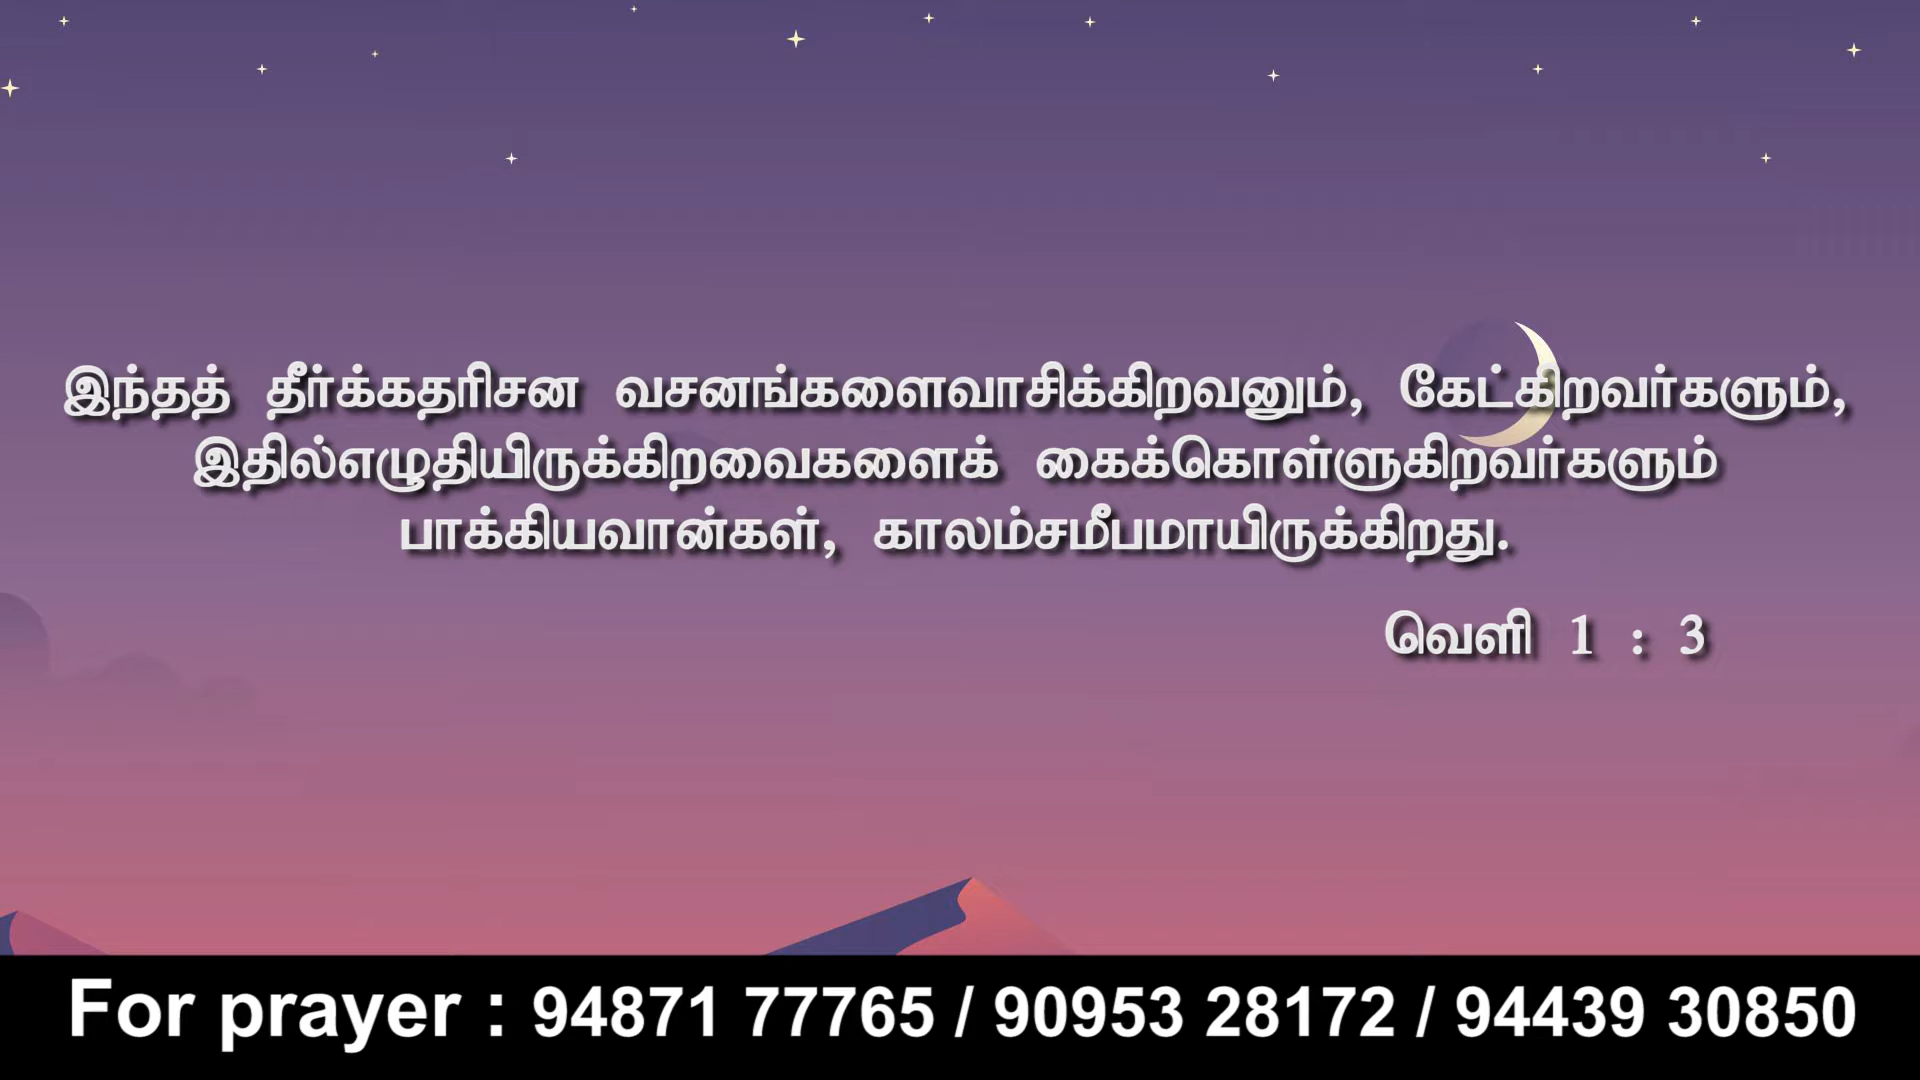 இந்தத் தீர்க்கதரிசன வசனங்களைவாசிக்கிறவனும், கேட்கிறவர்களும்,
இதில்எழுதியிருக்கிறவைகளைக் கைக்கொள்ளுகிறவர்களும்
பாக்கியவான்கள், காலம்சமீபமாயிருக்கிறது.
வெளி 1 : 3
For prayer : 94871 77765 / 90953 28172 / 94439 30850